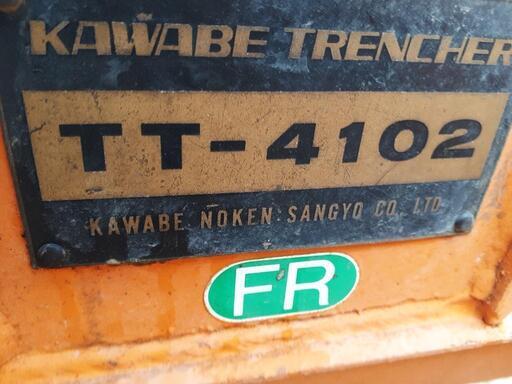 KAWABE TRENCHER
TT-4102
KAWABE NOKEN SANGYO CO. LTD
FR